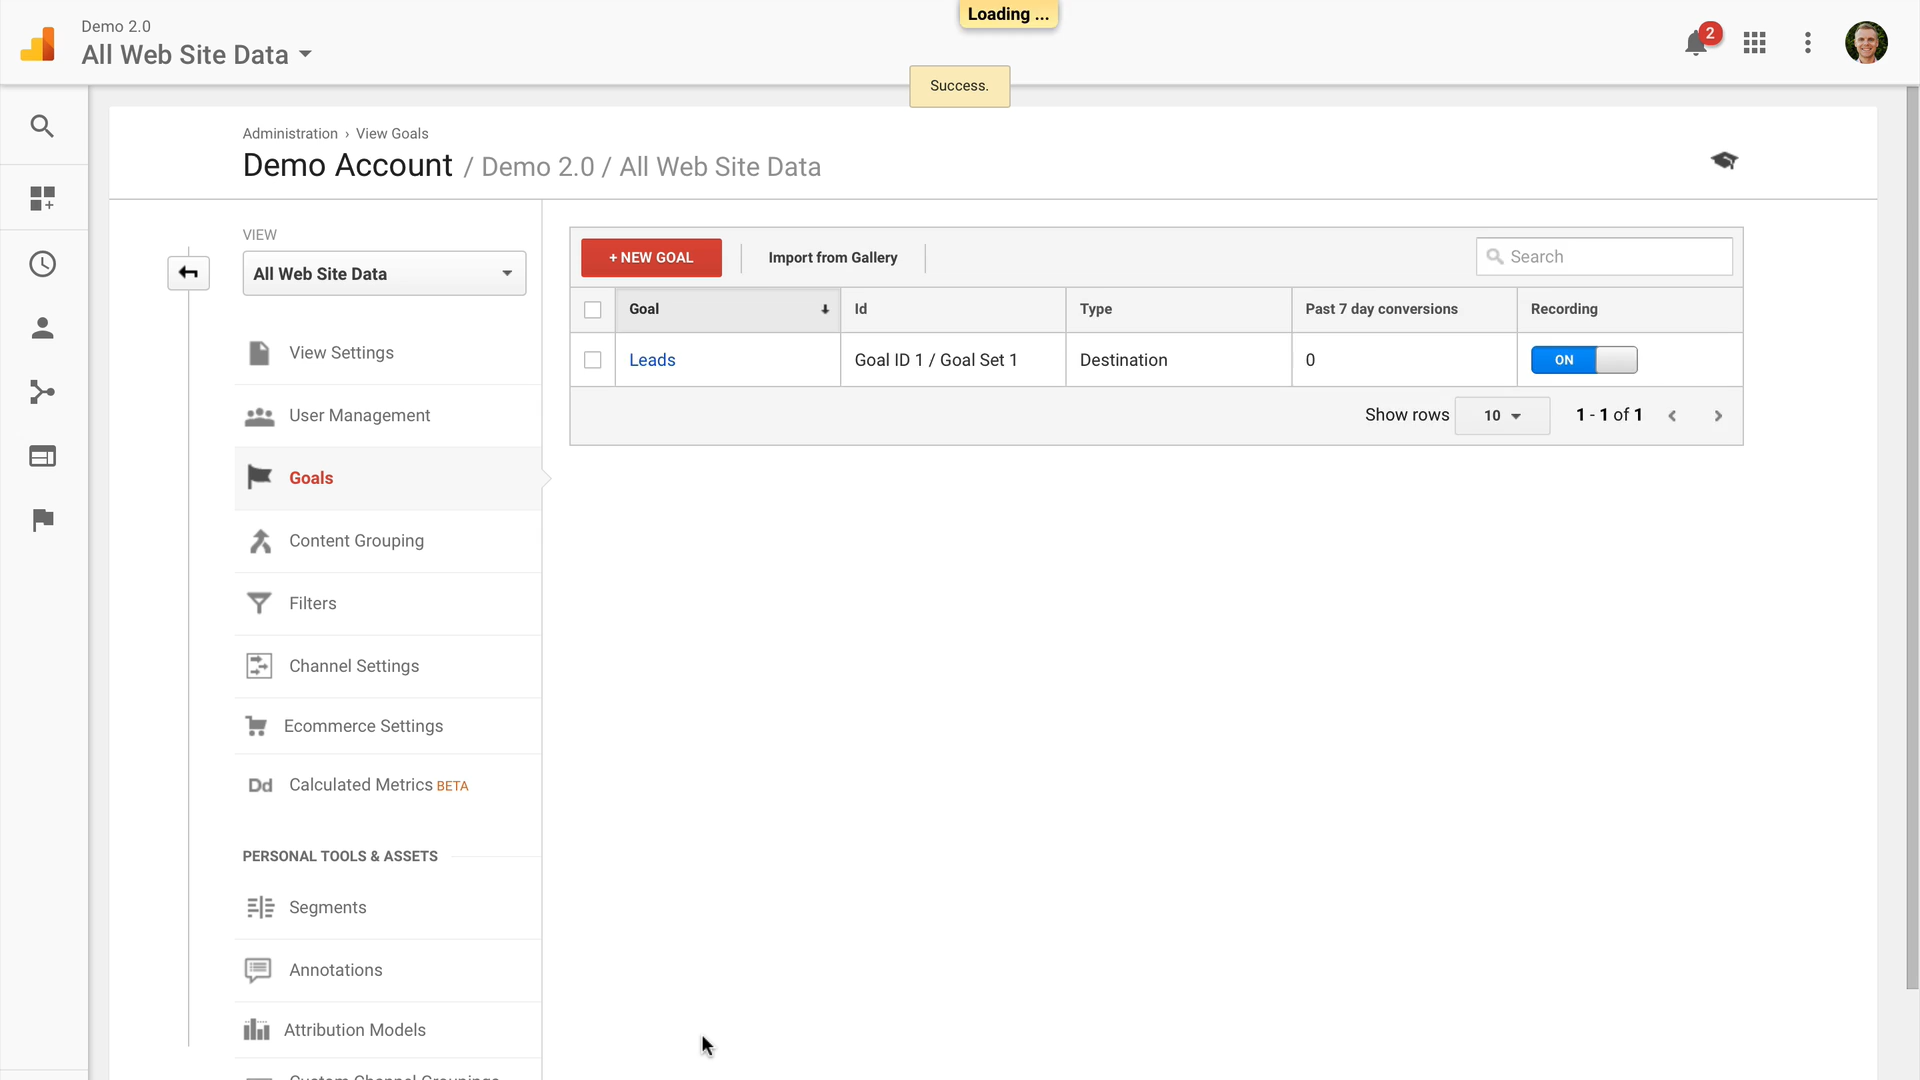 Demo 2.0
All Web Site Data
Loading ...
2
Success.
Administration › View Goals
Demo Account / Demo 2.0 / All Web Site Data
VIEW
All Web Site Data
View Settings
User Management
Goals
Content Grouping
Filters
Channel Settings
Ecommerce Settings
Dd Calculated Metrics BETA
PERSONAL TOOLS & ASSETS
Segments
Annotations
Attribution Models
Custom Channel Groupings
+ NEW GOAL
Import from Gallery
Search
Goal Id Type Past 7 day conversions Recording
Leads Goal ID 1 / Goal Set 1 Destination 0 ON
Show rows 10 1 - 1 of 1